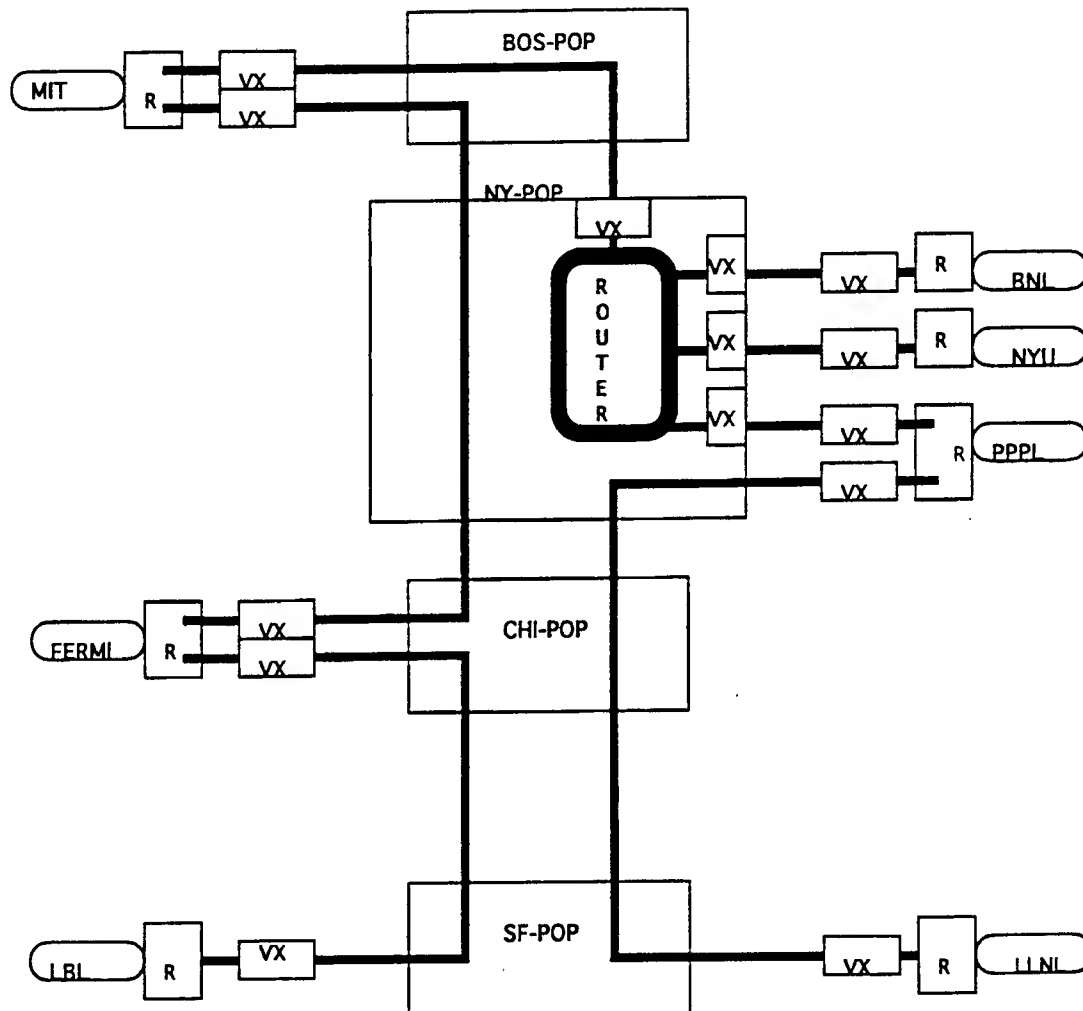 BOS-POP
MIT
R
VX
VX
NY-POP
VX
ROUTER
VX
VX
R
BNL
VX
VX
R
NYU
VX
VX
R
PPPL
VX
CHI-POP
FERMI
R
VX
VX
SF-POP
LBL
R
VX
VX
R
LLNL